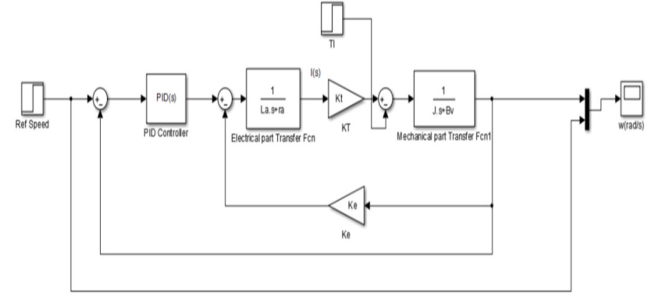 Tl
I(s)
PID(s)
1
La.s+ra
Kt
1
J.s+Bv
Ref Speed
PID Controller
Electrical part Transfer Fcn
KT
Mechanical part Transfer Fcn1
w(rad/s)
Ke
Ke